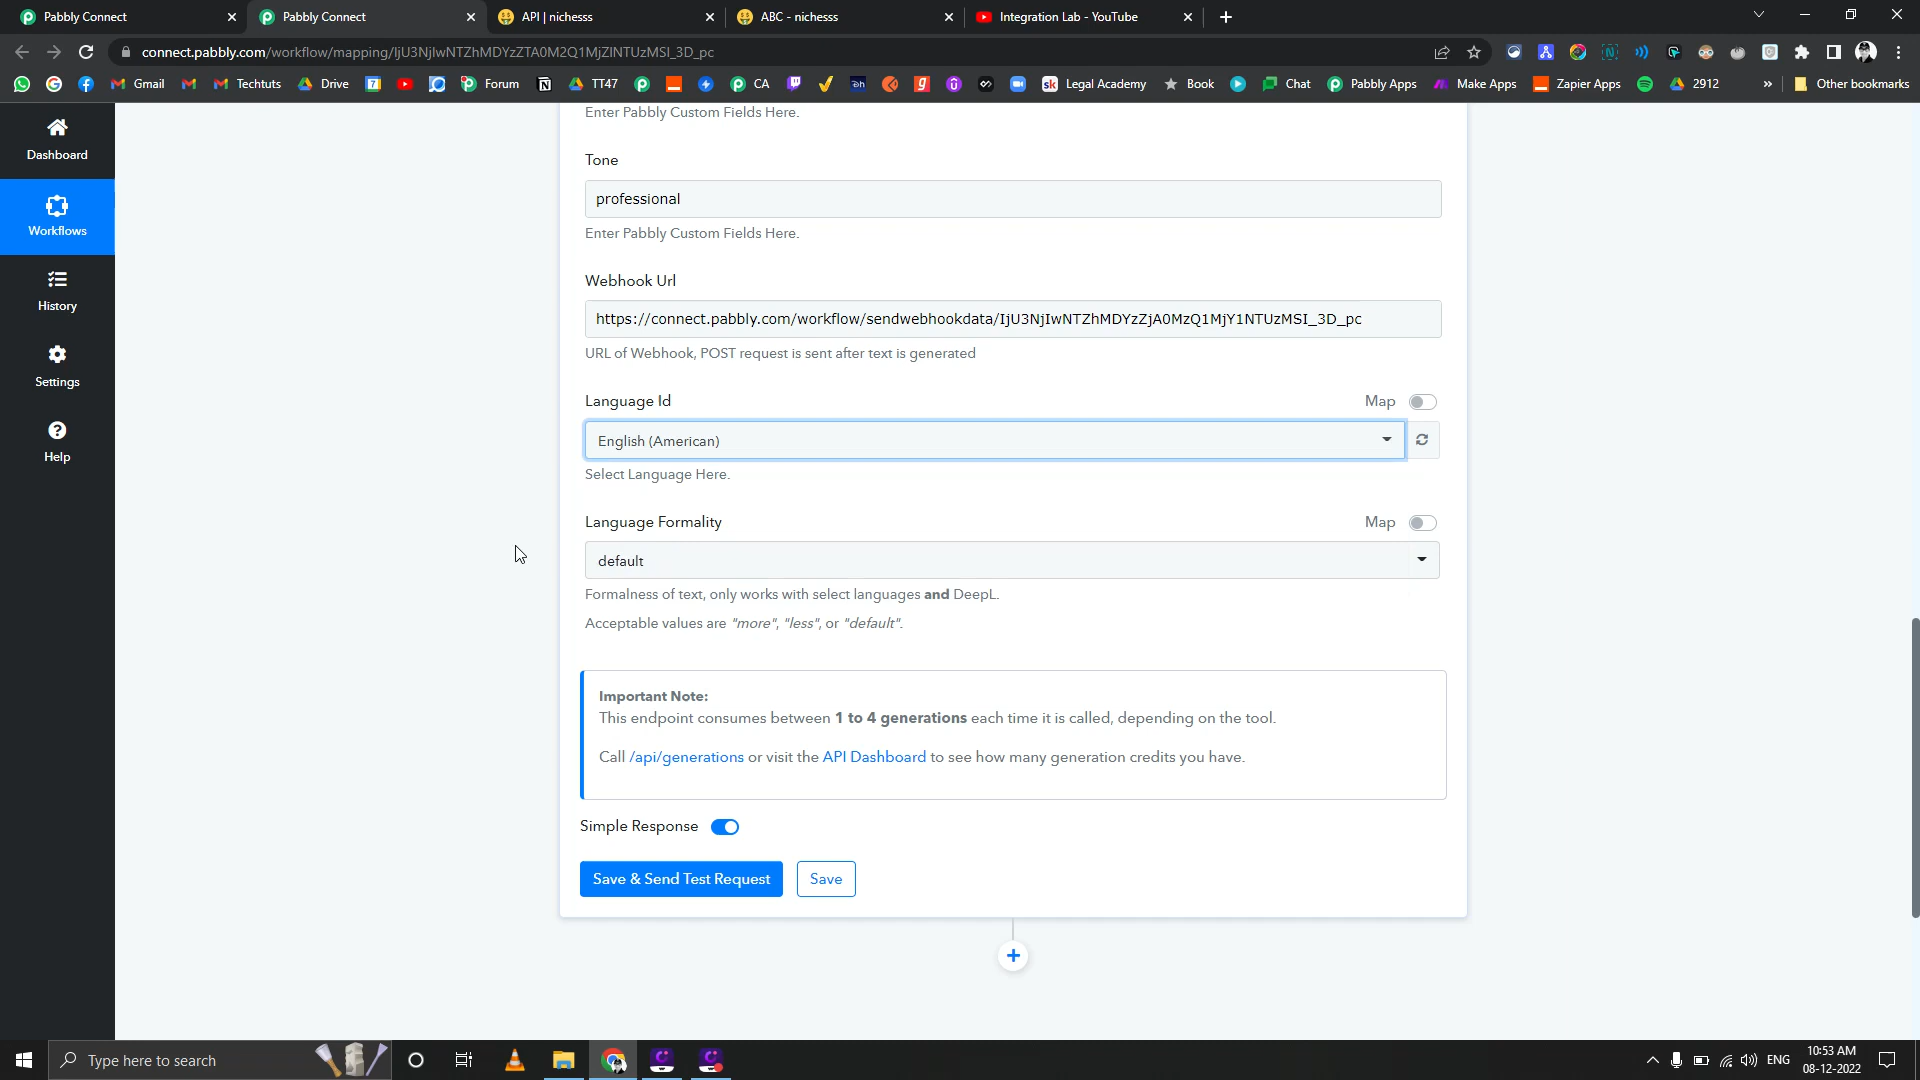 Pabbly Connect
Pabbly Connect
API | nichesss
ABC - nichesss
Integration Lab - YouTube
connect.pabbly.com/workflow/mapping/IjU3NjIwNTZhMDYzZTA0M2Q1MjZlNTUzMSI_3D_pc
Gmail
Techtuts
Drive
7
Forum
TT47
CA
Legal Academy
Book
Chat
Pabbly Apps
Make Apps
Zapier Apps
2912
»
Other bookmarks
Dashboard
Workflows
History
Settings
Help
Enter Pabbly Custom Fields Here.
Tone
professional
Enter Pabbly Custom Fields Here.
Webhook Url
https://connect.pabbly.com/workflow/sendwebhookdata/IjU3NjIwNTZhMDYzZjA0MzQ1MjY1NTUzMSI_3D_pc
URL of Webhook, POST request is sent after text is generated
Language Id
Map
English (American)
Select Language Here.
Language Formality
Map
default
Formalness of text, only works with select languages and DeepL.
Acceptable values are "more", "less", or "default".
Important Note:
This endpoint consumes between 1 to 4 generations each time it is called, depending on the tool.
Call /api/generations or visit the API Dashboard to see how many generation credits you have.
Simple Response
Save & Send Test Request
Save
Type here to search
ENG
10:53 AM
08-12-2022